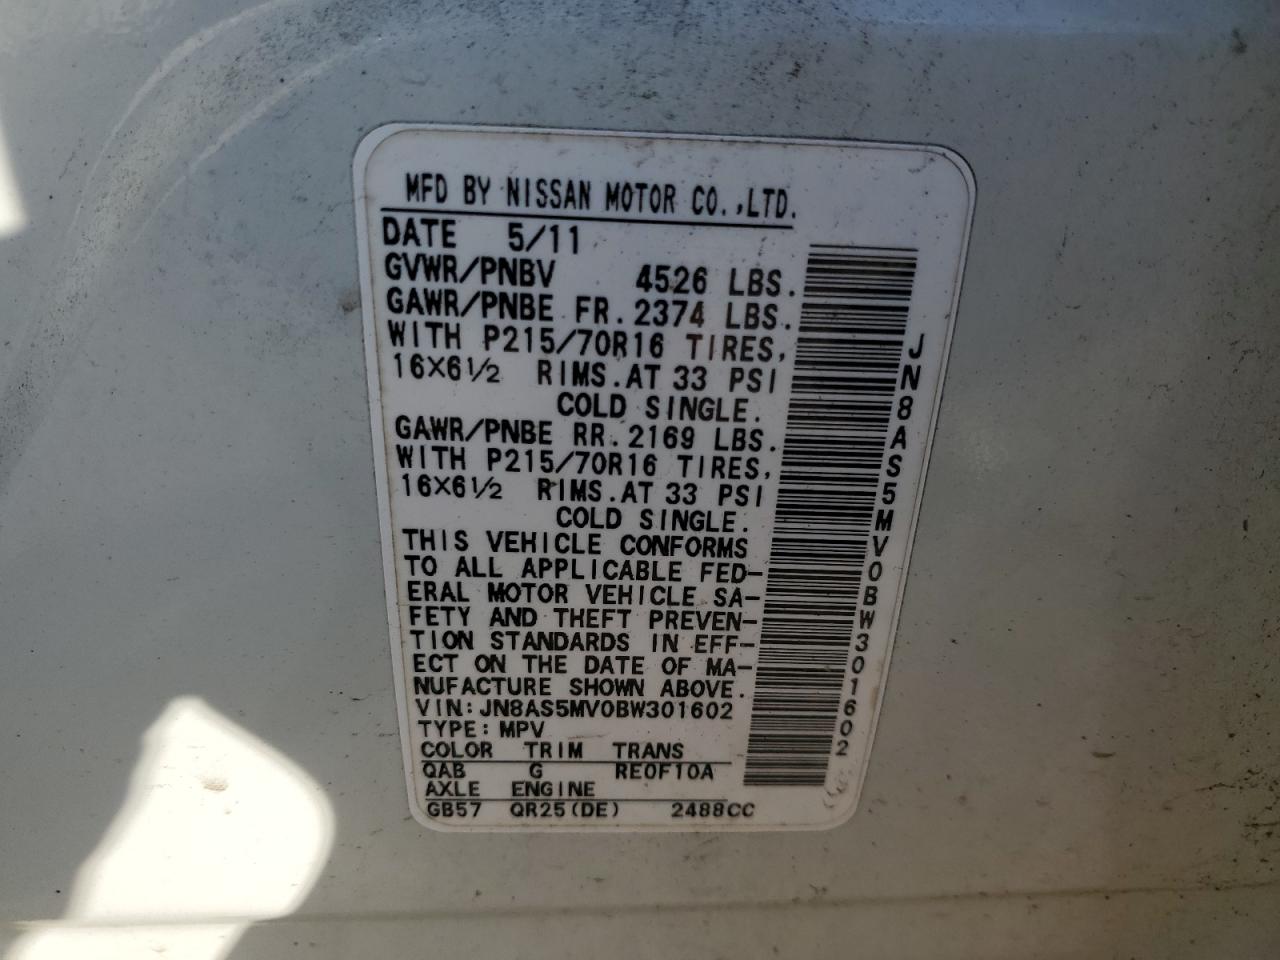 MFD BY NISSAN MOTOR CO.,LTD.
DATE 5/11
GVWR/PNBV 4526 LBS.
GAWR/PNBE FR. 2374 LBS.
WITH P215/70R16 TIRES,
16X6½ RIMS. AT 33 PSI
COLD SINGLE.
GAWR/PNBE RR. 2169 LBS.
WITH P215/70R16 TIRES,
16X6½ RIMS. AT 33 PSI
COLD SINGLE.
THIS VEHICLE CONFORMS
TO ALL APPLICABLE FED-
ERAL MOTOR VEHICLE SA-
FETY AND THEFT PREVEN-
TION STANDARDS IN EFF-
ECT ON THE DATE OF MA-
NUFACTURE SHOWN ABOVE.
VIN:JN8AS5MV0BW301602
TYPE:MPV
COLOR TRIM TRANS
QAB G RE0F10A
AXLE ENGINE
GB57 QR25(DE) 2488CC
JN8AS5MV0BW301602